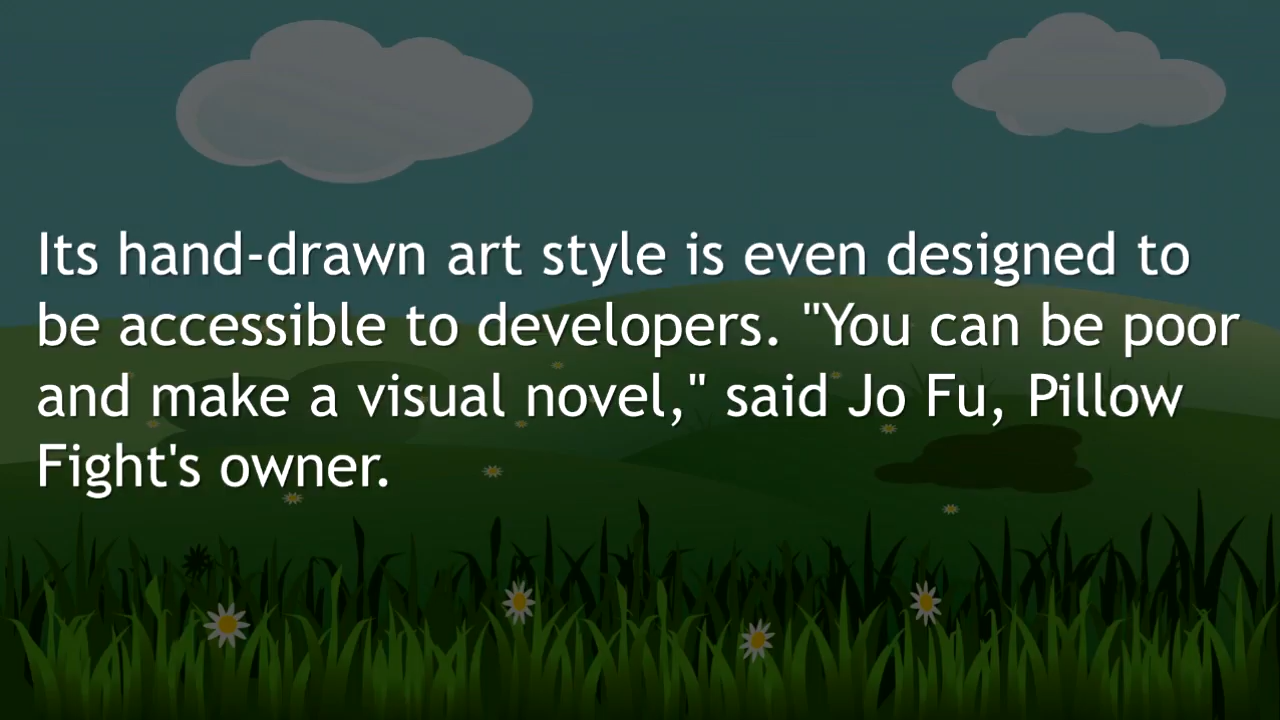 Its hand-drawn art style is even designed to
be accessible to developers. "You can be poor
and make a visual novel," said Jo Fu, Pillow
Fight's owner.